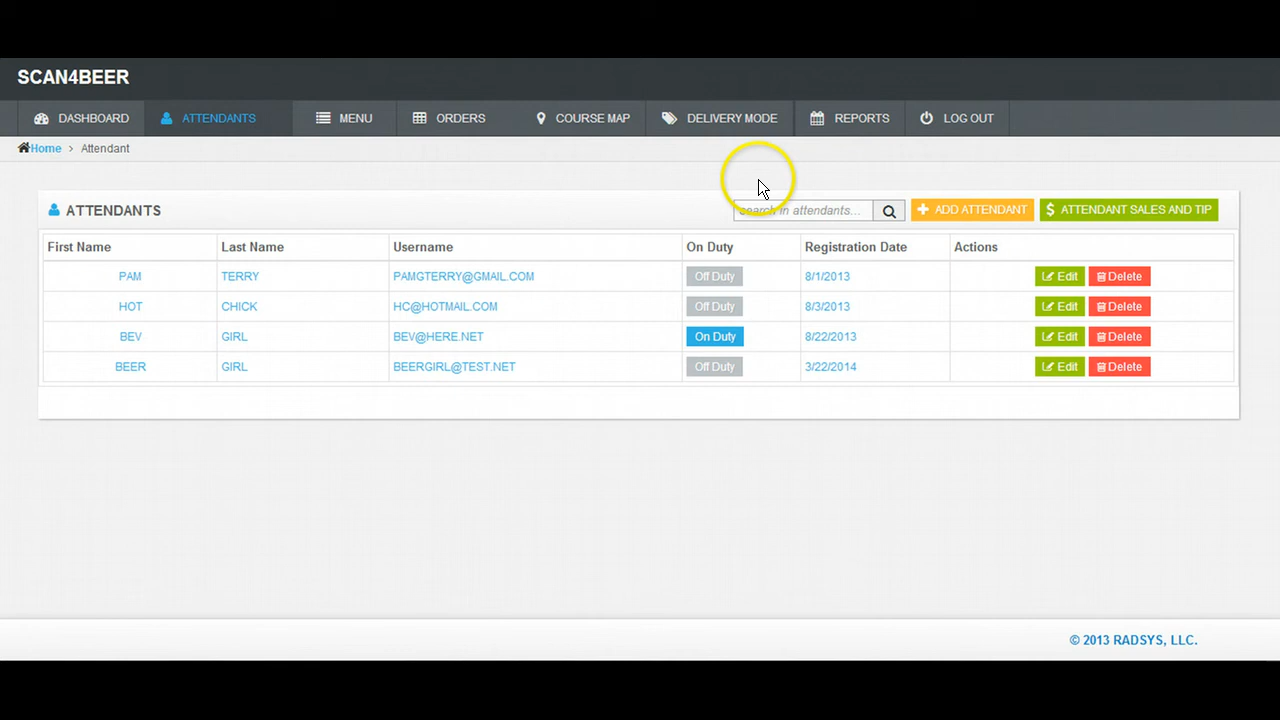 SCAN4BEER
DASHBOARD ATTENDANTS MENU ORDERS COURSE MAP DELIVERY MODE REPORTS LOG OUT
Home > Attendant
ATTENDANTS search in attendants... + ADD ATTENDANT $ ATTENDANT SALES AND TIP
First Name Last Name Username On Duty Registration Date Actions
PAM TERRY PAMGTERRY@GMAIL.COM Off Duty 8/1/2013 Edit Delete
HOT CHICK HC@HOTMAIL.COM Off Duty 8/3/2013 Edit Delete
BEV GIRL BEV@HERE.NET On Duty 8/22/2013 Edit Delete
BEER GIRL BEERGIRL@TEST.NET Off Duty 3/22/2014 Edit Delete
© 2013 RADSYS, LLC.